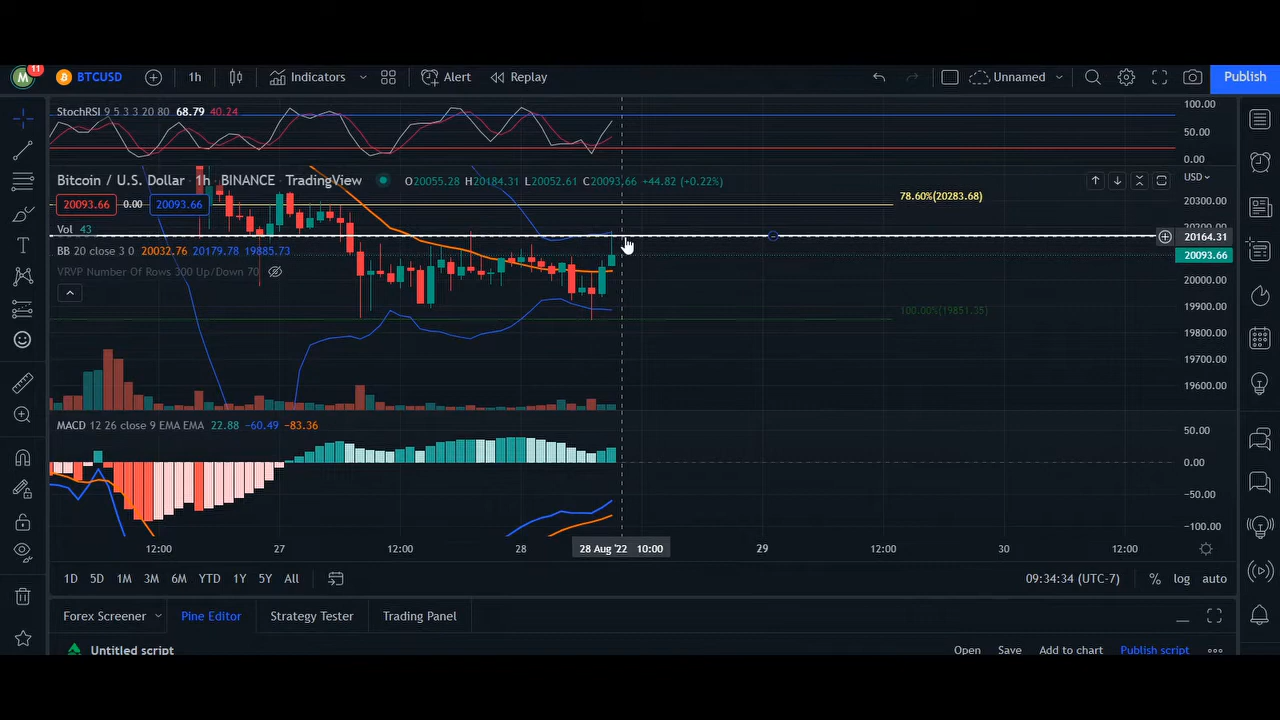 M 11 BTCUSD 1h Indicators Alert Replay Unnamed Publish
StochRSI 9 5 3 3 20 80 68.79 40.24
100.00
50.00
0.00
Bitcoin / U.S. Dollar 1h BINANCE TradingView O20055.28 H20184.31 L20052.61 C20093.66 +44.82 (+0.22%)
USD
20093.66 0.00 20093.66
78.60%(20283.68)
20300.00
Vol 43
20164.31
BB 20 close 3 0 20032.76 20179.78 19885.73
20093.66
VRVP Number Of Rows 300 Up/Down 70
20000.00
19900.00
100.00%(19851.35)
19800.00
19700.00
19600.00
MACD 12 26 close 9 EMA EMA 22.88 −60.49 −83.36
50.00
0.00
−50.00
−100.00
12:00 27 12:00 28 28 Aug '22 10:00 29 12:00 30 12:00
1D 5D 1M 3M 6M YTD 1Y 5Y All 09:34:34 (UTC-7) % log auto
Forex Screener Pine Editor Strategy Tester Trading Panel
Untitled script Open Save Add to chart Publish script